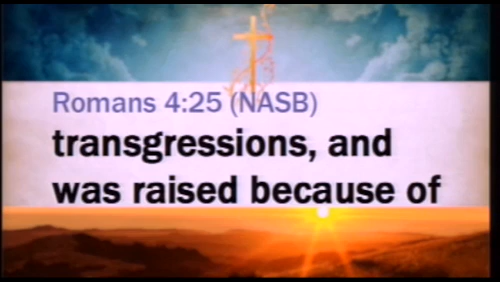 Romans 4:25 (NASB)
transgressions, and
was raised because of